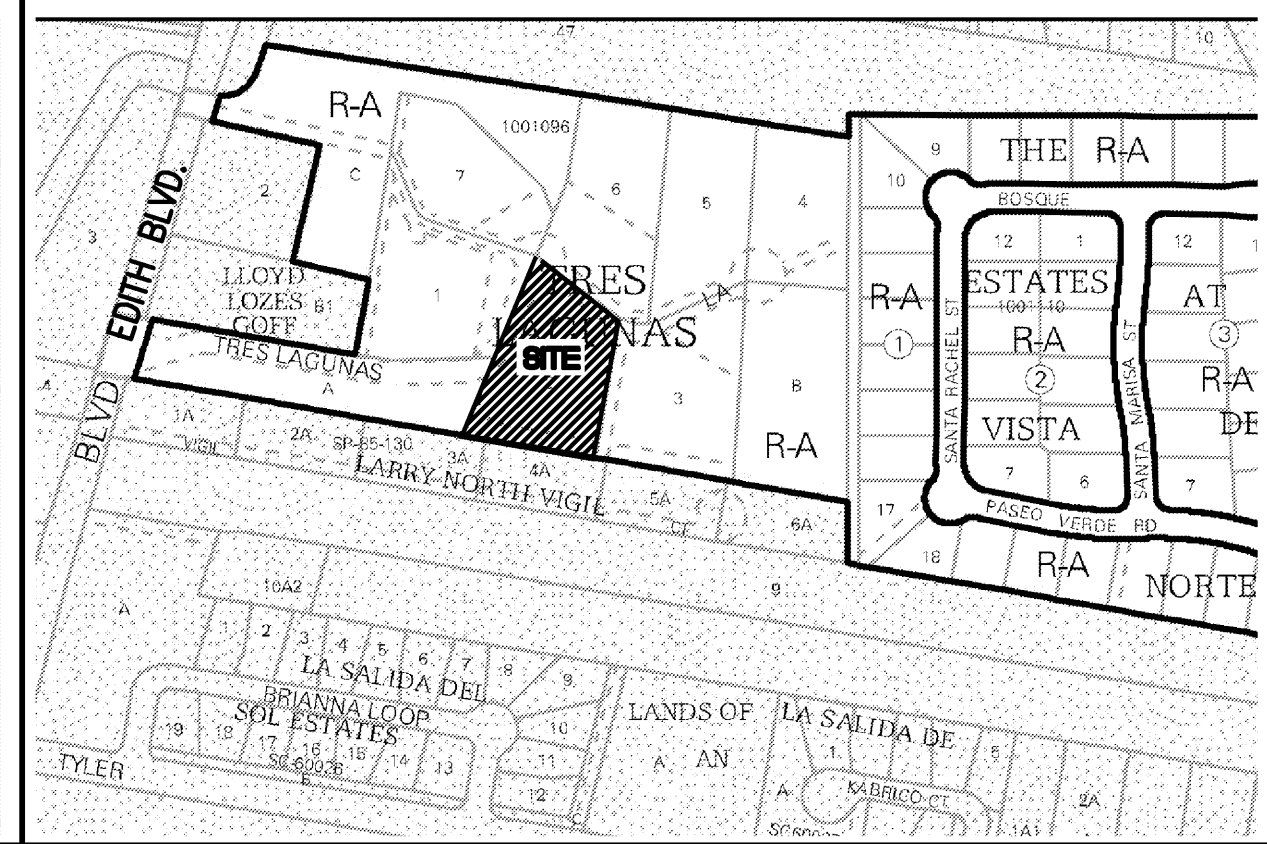 47
10
R-A
1001096
THE R-A
9
10
C
7
6
5
4
BOSQUE
2
3
12
1
12
1
EDITH BLVD.
LLOYD
LOZES
GOFF
B1
1
TRES
LAGUNAS
LA
R-A
ESTATES
1001110
AT
SANTA RACHEL ST
SANTA MARISA ST
1
R-A
3
SITE
2
R-A
TRES LAGUNAS
A
3
B
R-A
VISTA
DE
4
BLVD
1A
VIGIL
2A
SP-85-130
3A
4A
LARRY NORTH VIGIL
5A
CT
6A
7
6
7
17
PASEO VERDE RD
18
R-A
NORTE
9
10A2
A
1
2
3
4
5
6
7
8
9
LA SALIDA DEL
BRIANNA LOOP
SOL ESTATES
10
LANDS OF
LA SALIDA DE
19
18
17
16
15
14
13
11
1
5
TYLER
A
AN
12
C
A
KABRICO CT
2A
1A1